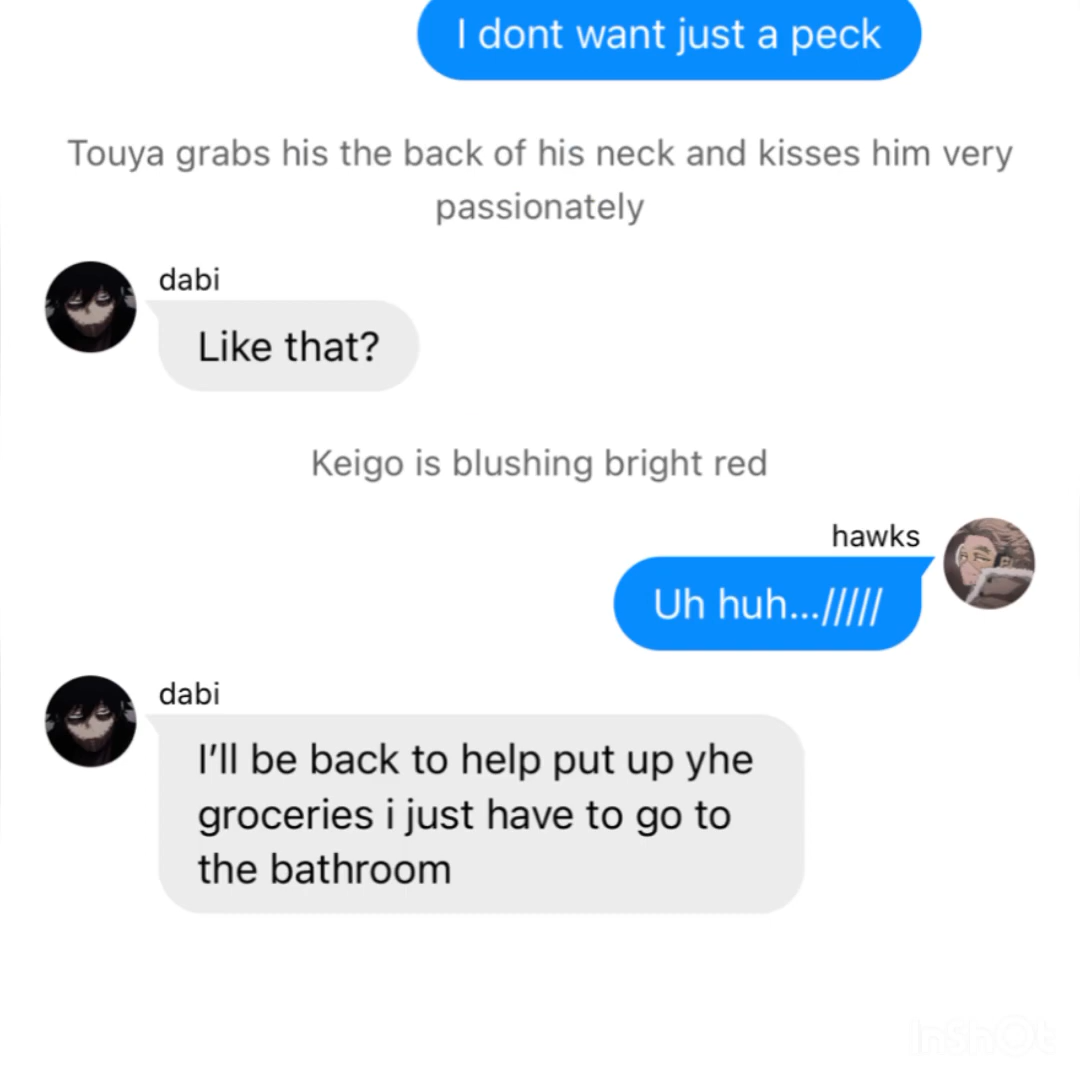 I dont want just a peck
Touya grabs his the back of his neck and kisses him very
passionately
dabi
Like that?
Keigo is blushing bright red
hawks
Uh huh.../////
dabi
I’ll be back to help put up yhe
groceries i just have to go to
the bathroom
InShOt